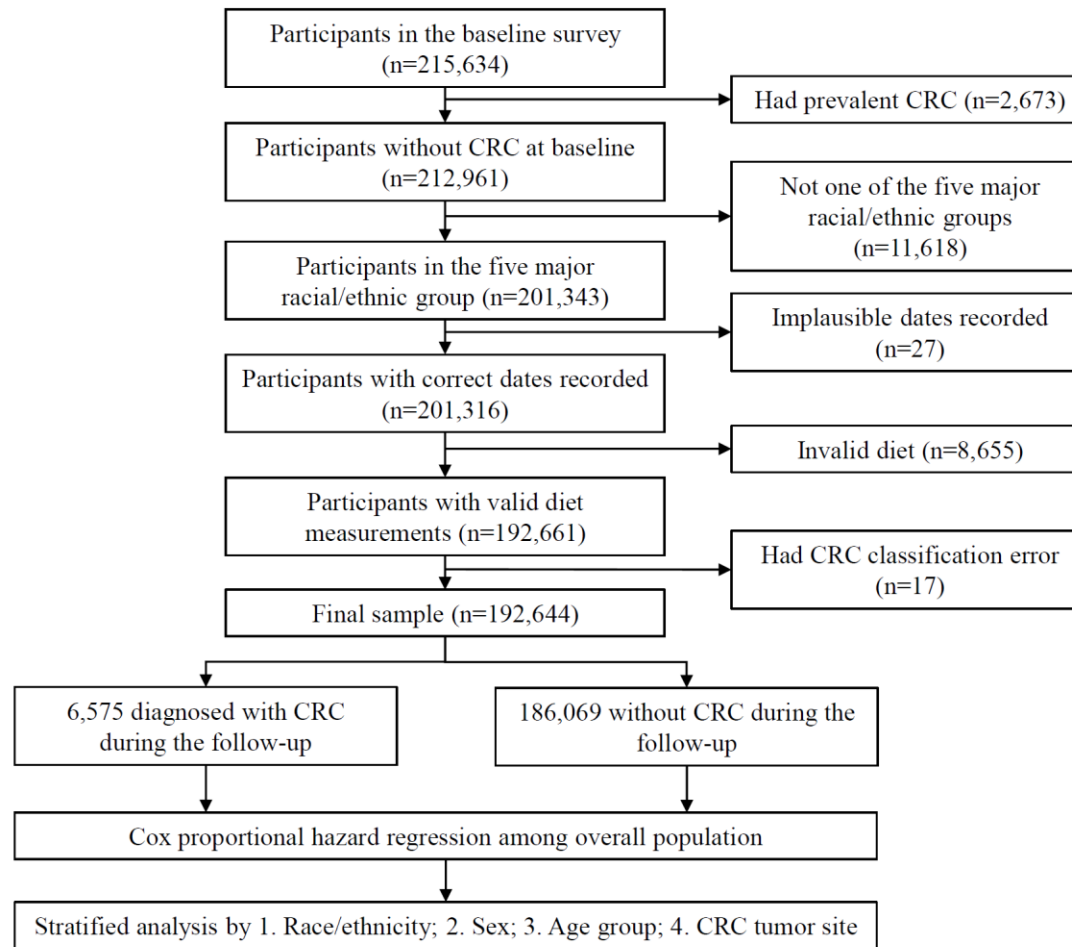 Participants in the baseline survey
(n=215,634)
Had prevalent CRC (n=2,673)
Participants without CRC at baseline
(n=212,961)
Not one of the five major
racial/ethnic groups
(n=11,618)
Participants in the five major
racial/ethnic group (n=201,343)
Implausible dates recorded
(n=27)
Participants with correct dates recorded
(n=201,316)
Invalid diet (n=8,655)
Participants with valid diet
measurements (n=192,661)
Had CRC classification error
(n=17)
Final sample (n=192,644)
6,575 diagnosed with CRC
during the follow-up
186,069 without CRC during the
follow-up
Cox proportional hazard regression among overall population
Stratified analysis by 1. Race/ethnicity; 2. Sex; 3. Age group; 4. CRC tumor site